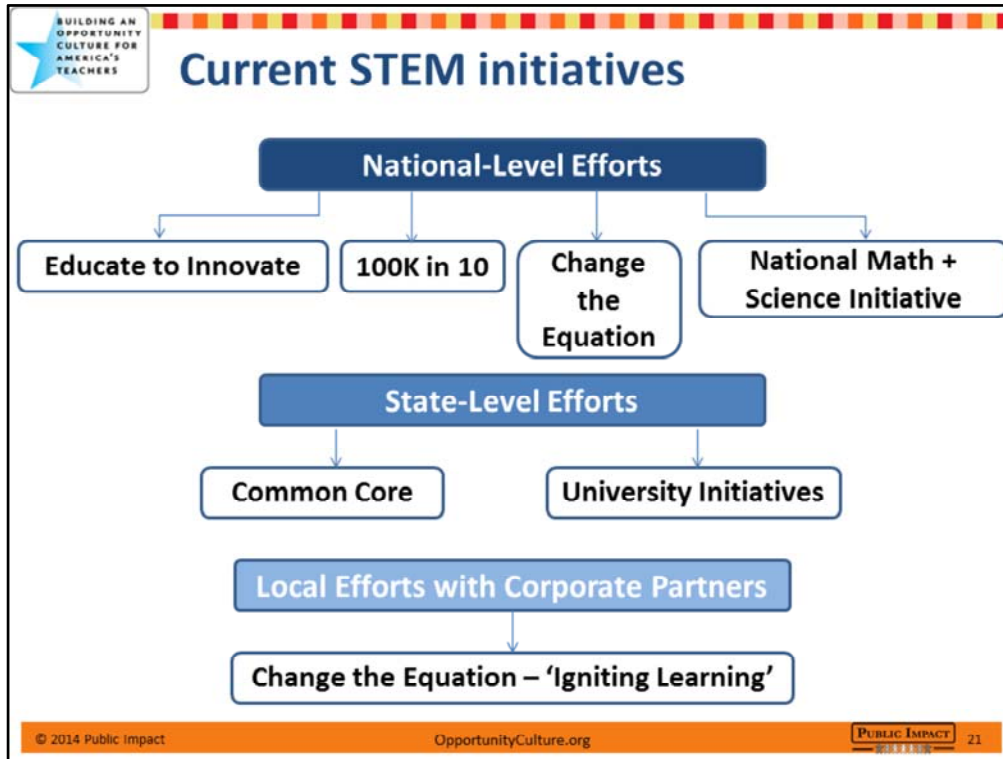 BUILDING AN
OPPORTUNITY
CULTURE FOR
AMERICA'S
TEACHERS
Current STEM initiatives
National-Level Efforts
Educate to Innovate
100K in 10
Change
the
Equation
National Math +
Science Initiative
State-Level Efforts
Common Core
University Initiatives
Local Efforts with Corporate Partners
Change the Equation – ‘Igniting Learning’
© 2014 Public Impact
OpportunityCulture.org
PUBLIC IMPACT
21